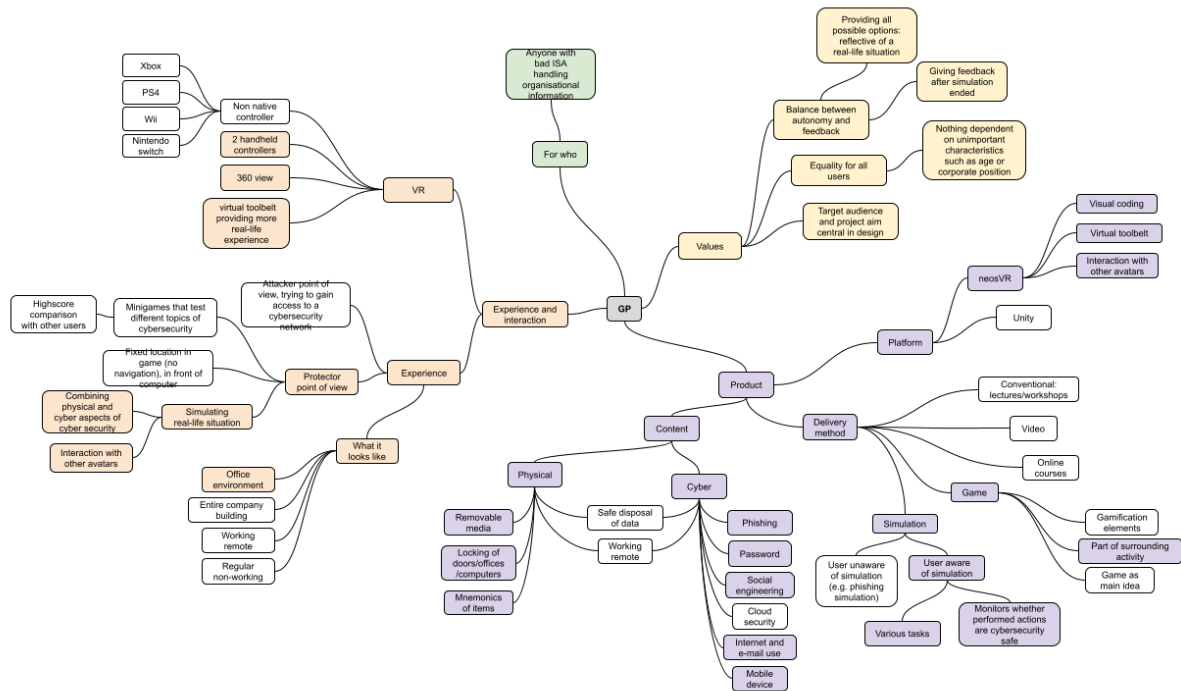 Xbox
PS4
Wii
Nintendo
switch
Non native
controller
2 handheld
controllers
360 view
virtual toolbelt
providing more
real-life
experience
VR
Anyone with
bad ISA
handling
organisational
information
For who
Providing all
possible options:
reflective of a
real-life situation
Giving feedback
after simulation
ended
Balance between
autonomy and
feedback
Nothing dependent
on unimportant
characteristics
such as age or
corporate position
Equality for all
users
Target audience
and project aim
central in design
Values
Visual coding
Virtual toolbelt
Interaction with
other avatars
neosVR
Unity
Platform
GP
Experience and
interaction
Attacker point of
view, trying to gain
access to a
cybersecurity
network
Highscore
comparison
with other users
Minigames that test
different topics of
cybersecurity
Fixed location in
game (no
navigation), in front
of computer
Protector
point of view
Experience
Combining
physical and
cyber aspects of
cyber security
Simulating
real-life situation
Interaction with
other avatars
What it
looks like
Office
environment
Entire company
building
Working
remote
Regular
non-working
Product
Content
Physical
Cyber
Removable
media
Locking of
doors/offices
/computers
Mnemonics
of items
Safe disposal
of data
Working
remote
Phishing
Password
Social
engineering
Cloud
security
Internet and
e-mail use
Mobile
device
Delivery
method
Conventional:
lectures/workshops
Video
Online
courses
Game
Gamification
elements
Part of surrounding
activity
Game as
main idea
Simulation
User unaware
of simulation
(e.g. phishing
simulation)
User aware
of simulation
Various tasks
Monitors whether
performed actions
are cybersecurity
safe